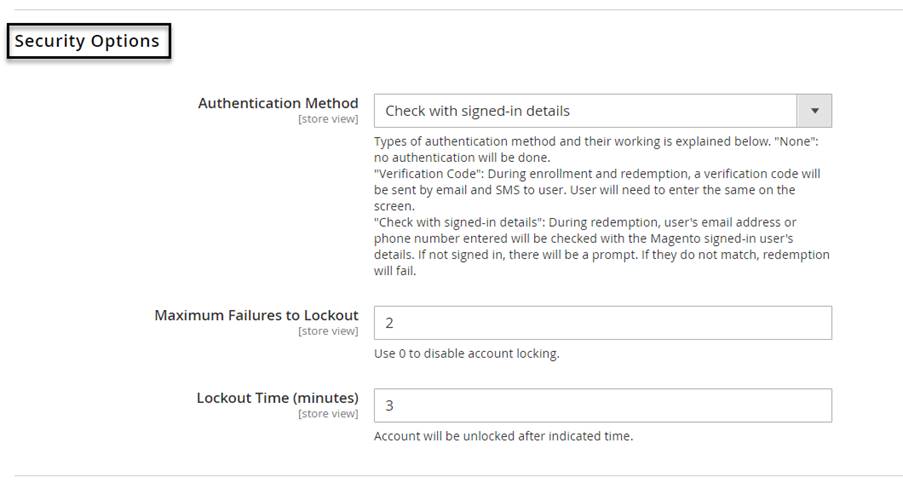 Security Options
Authentication Method
[store view]
Check with signed-in details
Types of authentication method and their working is explained below. "None":
no authentication will be done.
"Verification Code": During enrollment and redemption, a verification code will
be sent by email and SMS to user. User will need to enter the same on the
screen.
"Check with signed-in details": During redemption, user's email address or
phone number entered will be checked with the Magento signed-in user's
details. If not signed in, there will be a prompt. If they do not match, redemption
will fail.
Maximum Failures to Lockout
[store view]
2
Use 0 to disable account locking.
Lockout Time (minutes)
[store view]
3
Account will be unlocked after indicated time.